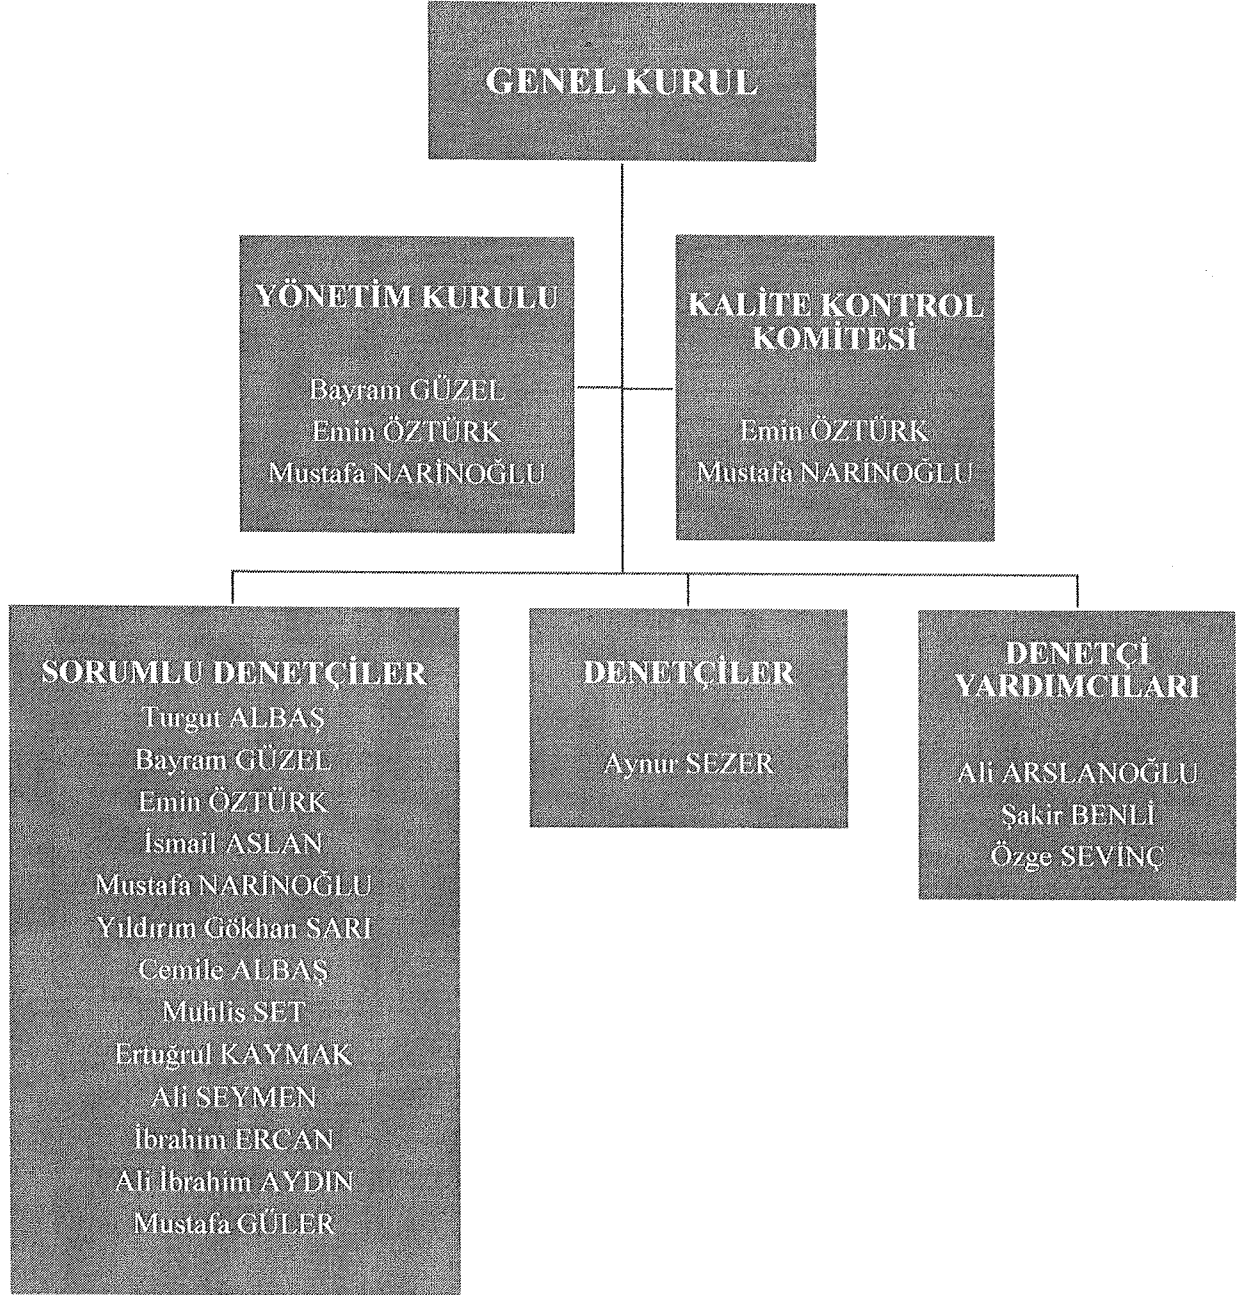 GENEL KURUL
YÖNETİM KURULU
Bayram GÜZEL
Emin ÖZTÜRK
Mustafa NARİNOĞLU
KALİTE KONTROL
KOMİTESİ
Emin ÖZTÜRK
Mustafa NARİNOĞLU
SORUMLU DENETÇİLER
Turgut ALBAŞ
Bayram GÜZEL
Emin ÖZTÜRK
İsmail ASLAN
Mustafa NARİNOĞLU
Yıldırım Gökhan SARI
Cemile ALBAŞ
Muhlis SET
Ertuğrul KAYMAK
Ali SEYMEN
İbrahim ERCAN
Ali İbrahim AYDIN
Mustafa GÜLER
DENETÇİLER
Aynur SEZER
DENETÇİ
YARDIMCILARI
Ali ARSLANOĞLU
Şakir BENLİ
Özge SEVİNÇ